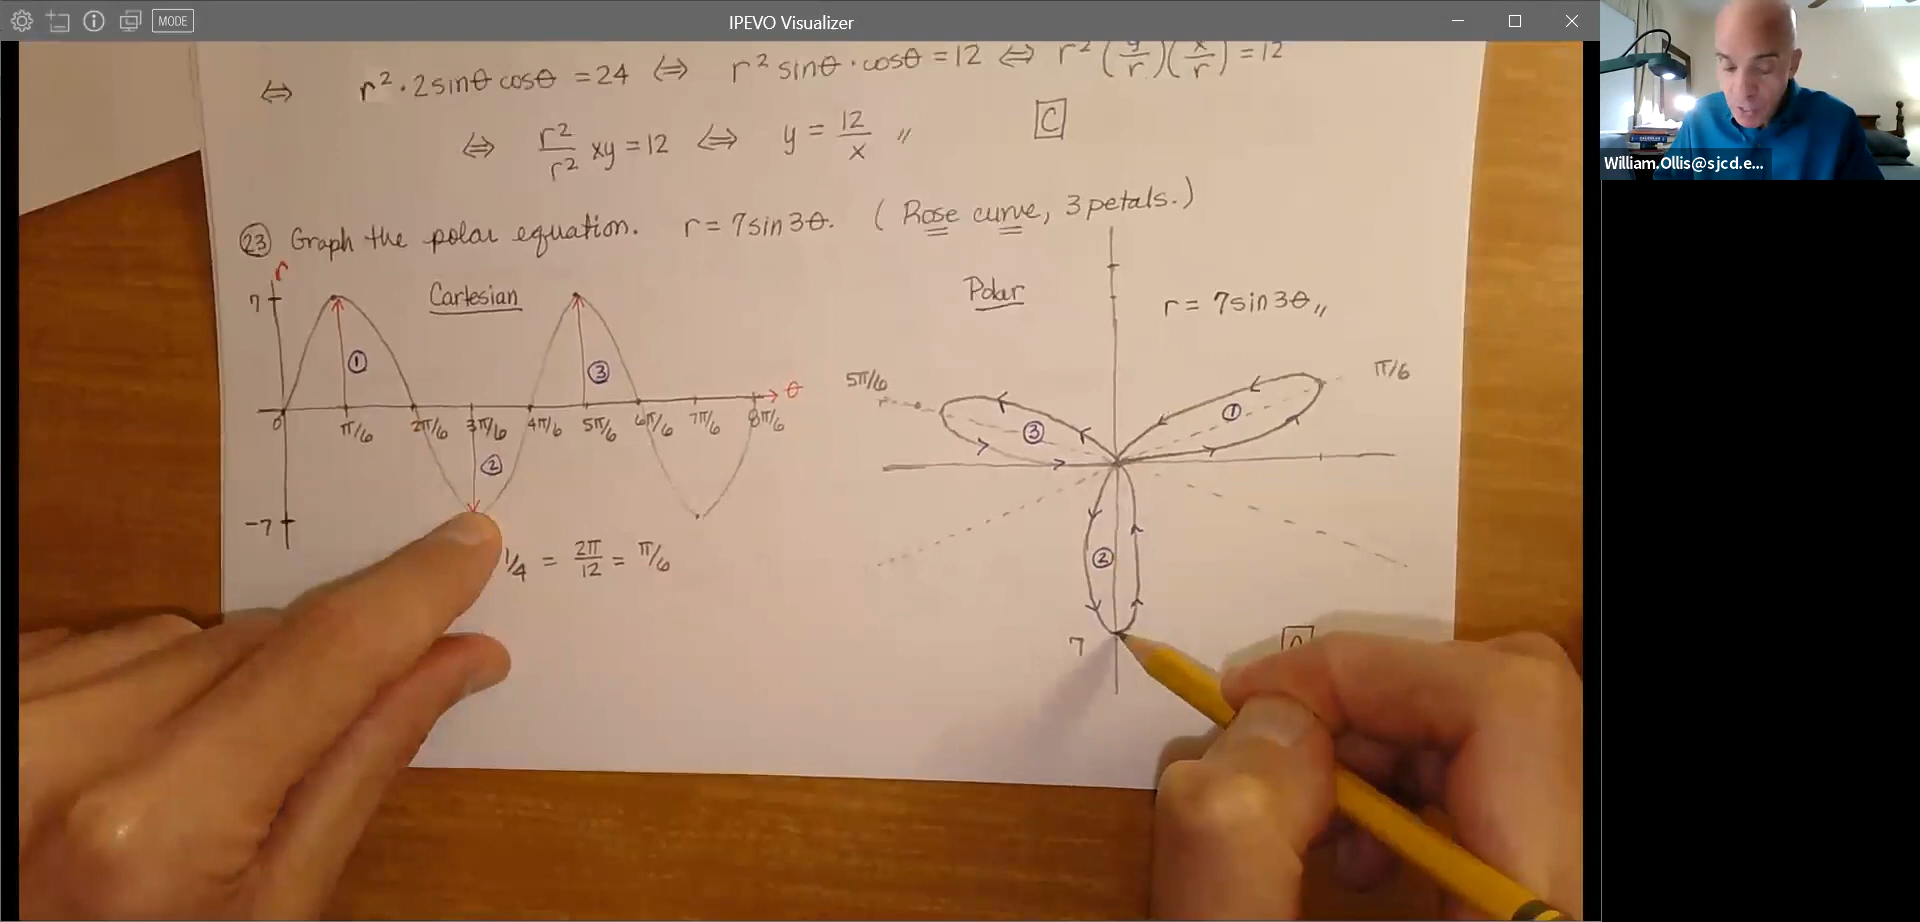 MODE
IPEVO Visualizer
William.Ollis@sjcd.e...
⇔ r²·2sinθ cosθ = 24 ⇔ r² sinθ·cosθ = 12 ⇔ r² (y/r)(x/r) = 12
⇔ r²/r² xy = 12 ⇔ y = 12/x //
C
23 Graph the polar equation. r = 7sin3θ. (Rose curve, 3 petals.)
r
7
Cartesian
1
3
θ
0 π/6 2π/6 3π/6 4π/6 5π/6 6π/6 7π/6 8π/6
2
-7
1/4 = 2π/12 = π/6
Polar
r = 7sin3θ //
5π/6
π/6
3
1
2
7